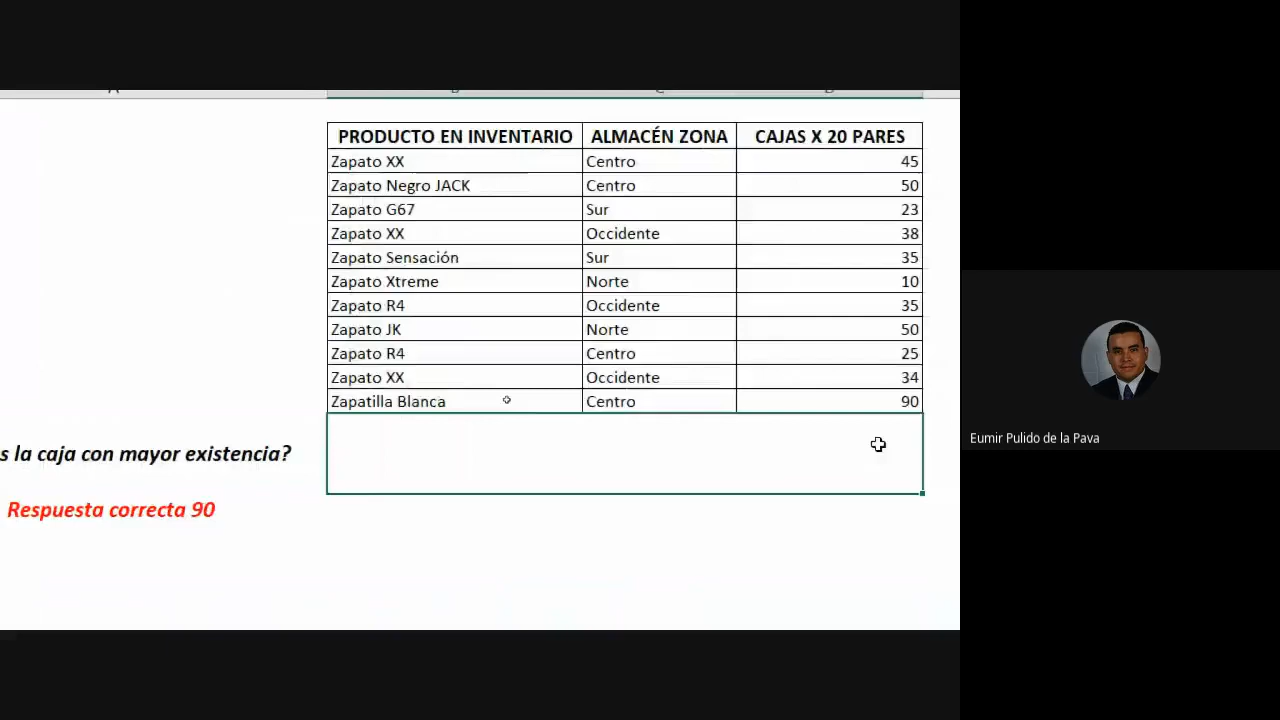 PRODUCTO EN INVENTARIO ALMACÉN ZONA CAJAS X 20 PARES
Zapato XX Centro 45
Zapato Negro JACK Centro 50
Zapato G67 Sur 23
Zapato XX Occidente 38
Zapato Sensación Sur 35
Zapato Xtreme Norte 10
Zapato R4 Occidente 35
Zapato JK Norte 50
Zapato R4 Centro 25
Zapato XX Occidente 34
Zapatilla Blanca Centro 90
s la caja con mayor existencia?
Respuesta correcta 90
Eumir Pulido de la Pava